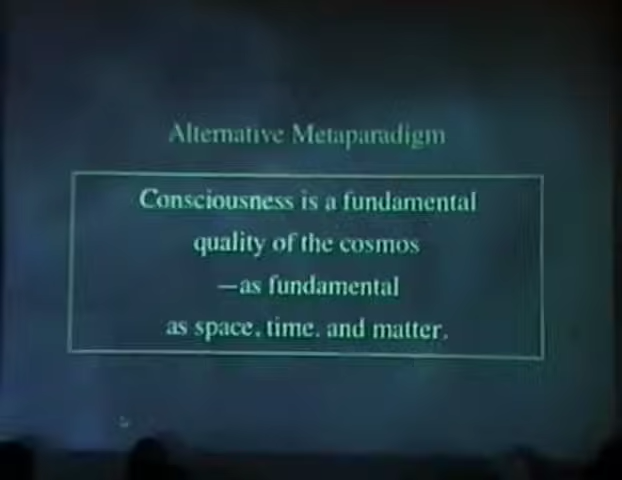 Alternative Metaparadigm
Consciousness is a fundamental
quality of the cosmos
—as fundamental
as space, time, and matter.